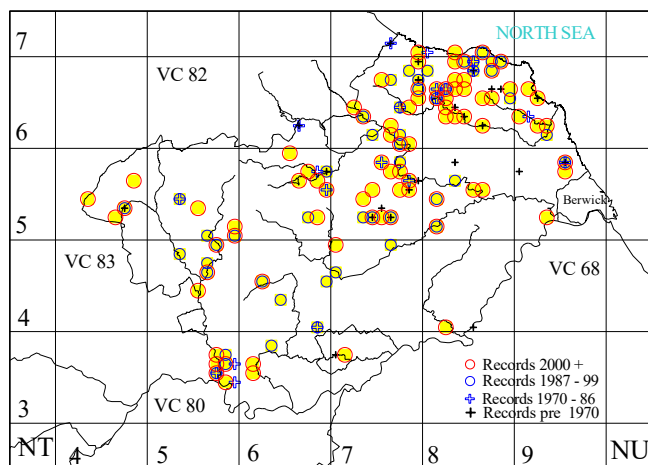 7
NORTH SEA
VC 82
6
Berwick
5
VC 83
VC 68
4
Records 2000 +
Records 1987 - 99
Records 1970 - 86
VC 80
Records pre 1970
3
NT 4 5 6 7 8 9 NU